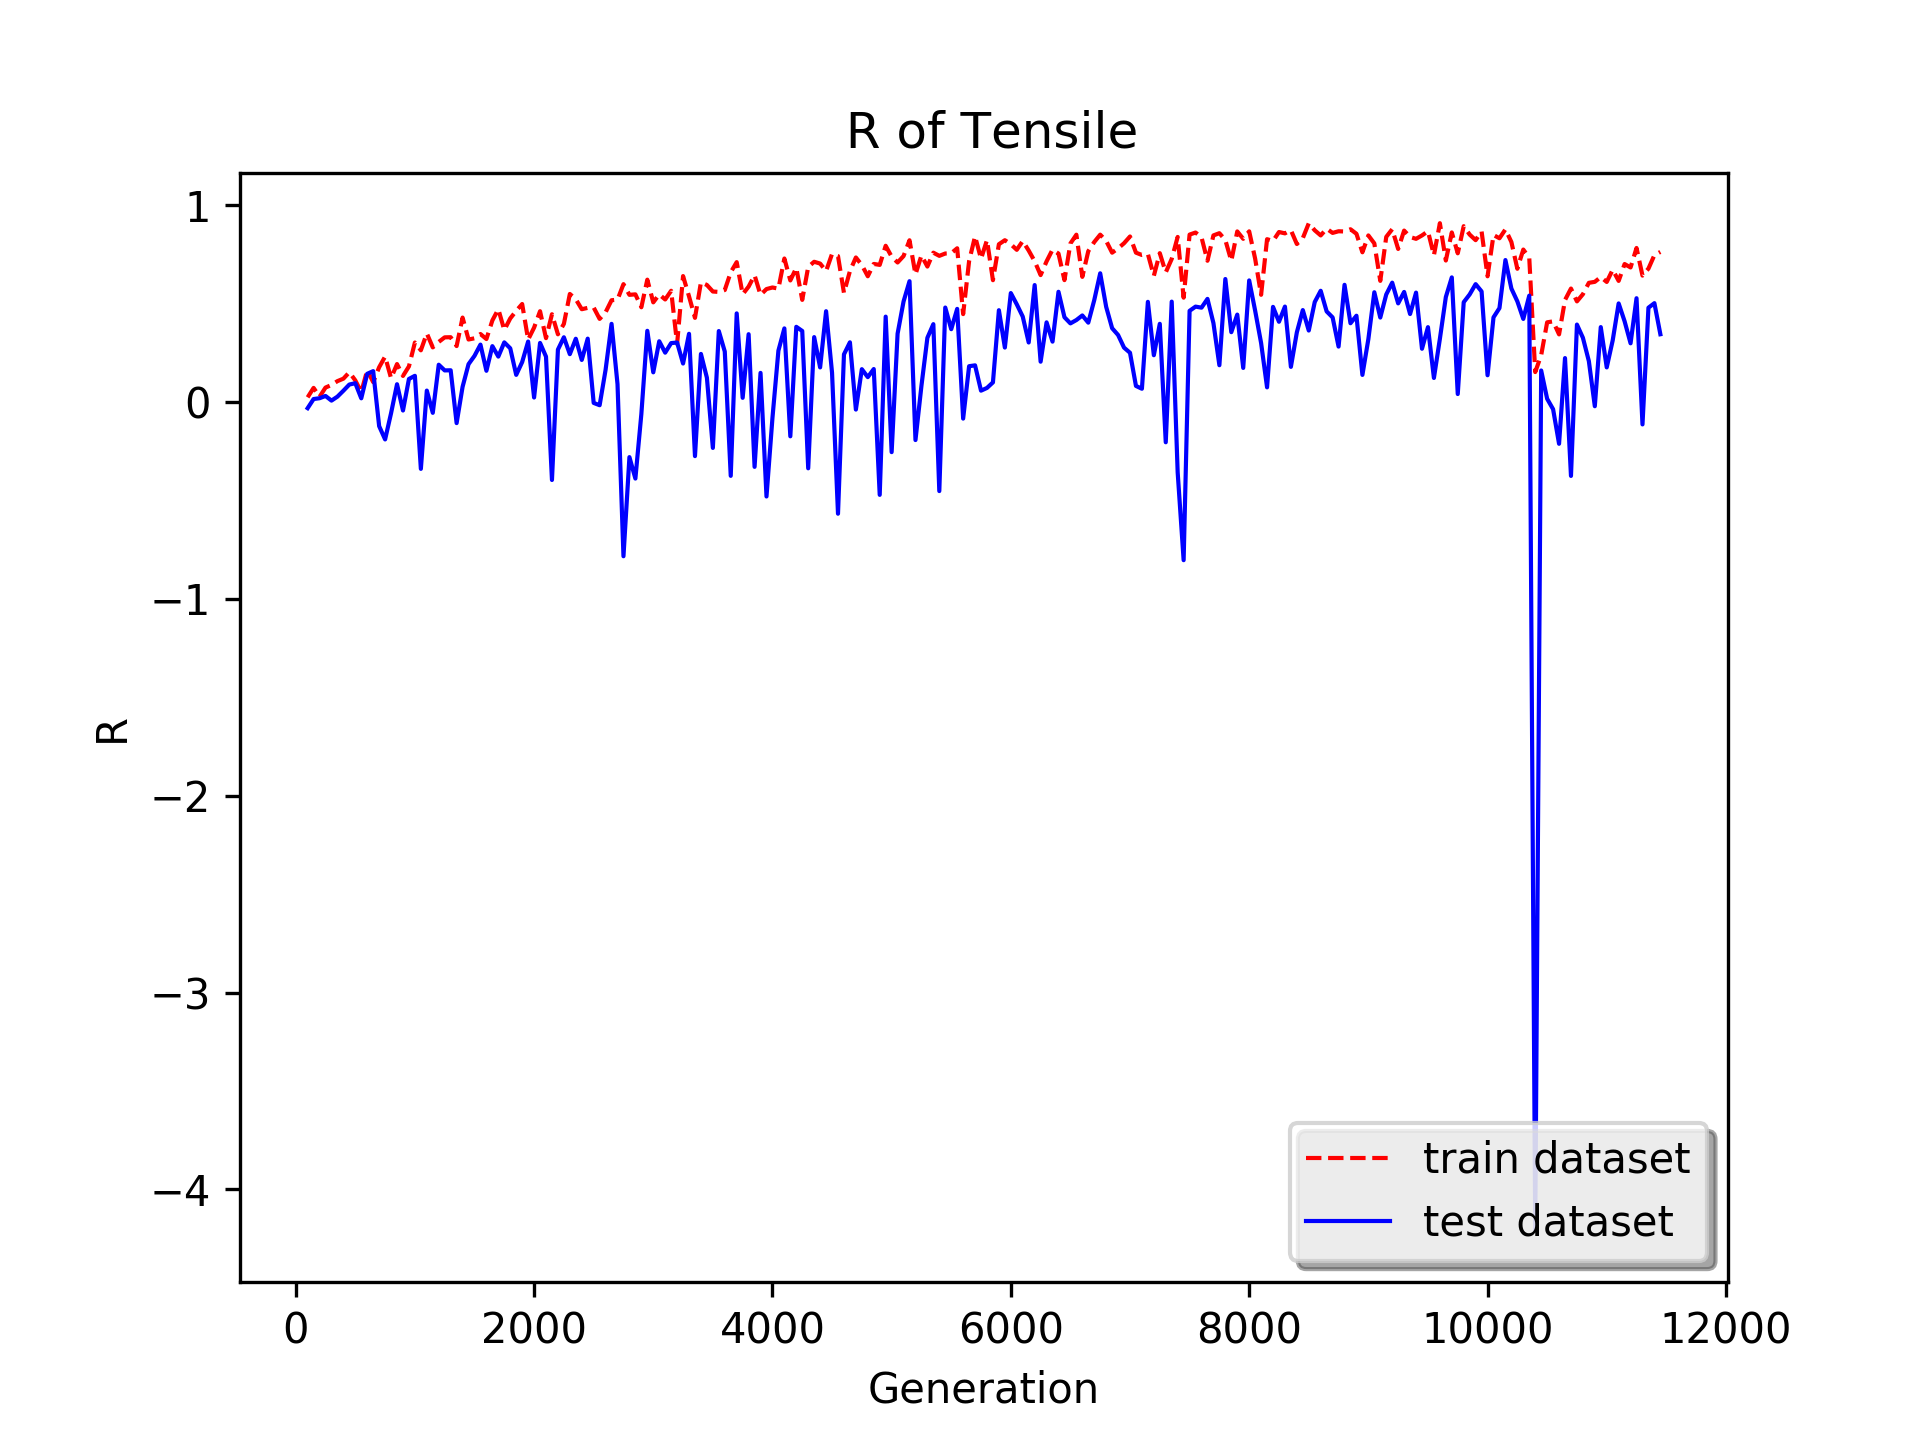 R of Tensile
1
0
−1
−2
−3
−4
R
train dataset
test dataset
0 2000 4000 6000 8000 10000 12000
Generation